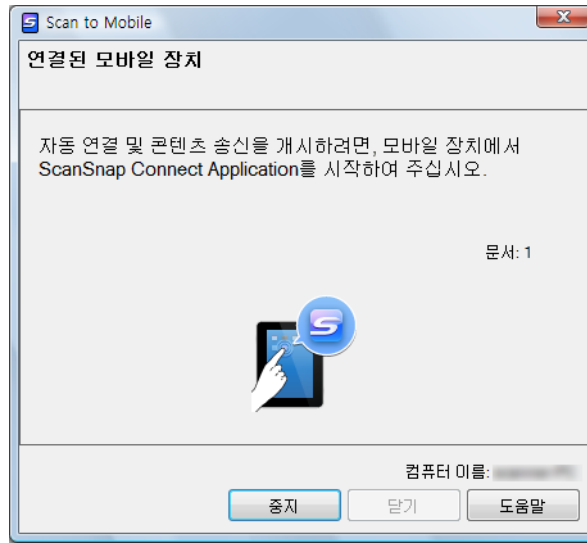 Scan to Mobile
연결된 모바일 장치
자동 연결 및 콘텐츠 송신을 개시하려면, 모바일 장치에서
ScanSnap Connect Application를 시작하여 주십시오.
문서: 1
컴퓨터 이름:
중지
닫기
도움말